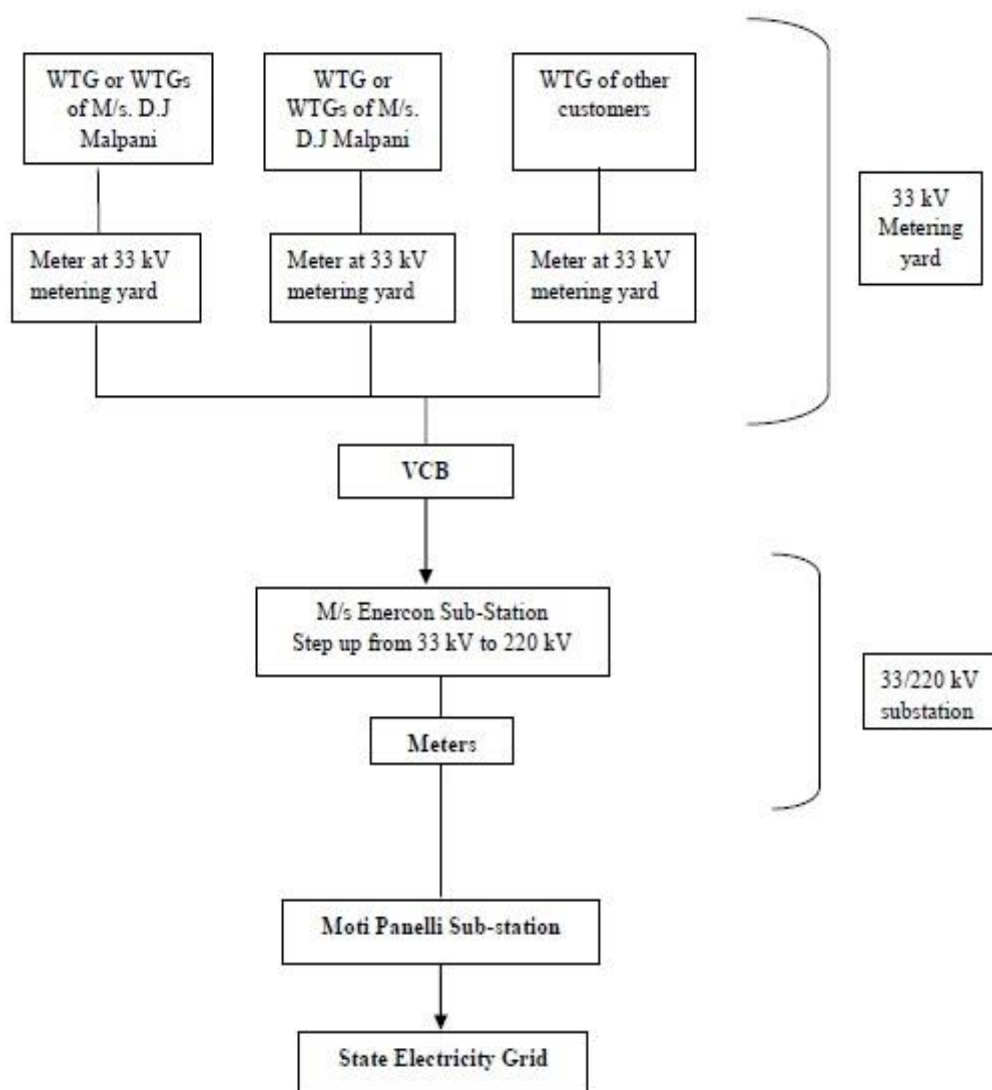 WTG or WTGs
of M/s. D.J
Malpani
WTG or
WTGs of M/s.
D.J Malpani
WTG of other
customers
33 kV
Metering
yard
Meter at 33 kV
metering yard
Meter at 33 kV
metering yard
Meter at 33 kV
metering yard
VCB
M/s Enercon Sub-Station
Step up from 33 kV to 220 kV
33/220 kV
substation
Meters
Moti Panelli Sub-station
State Electricity Grid